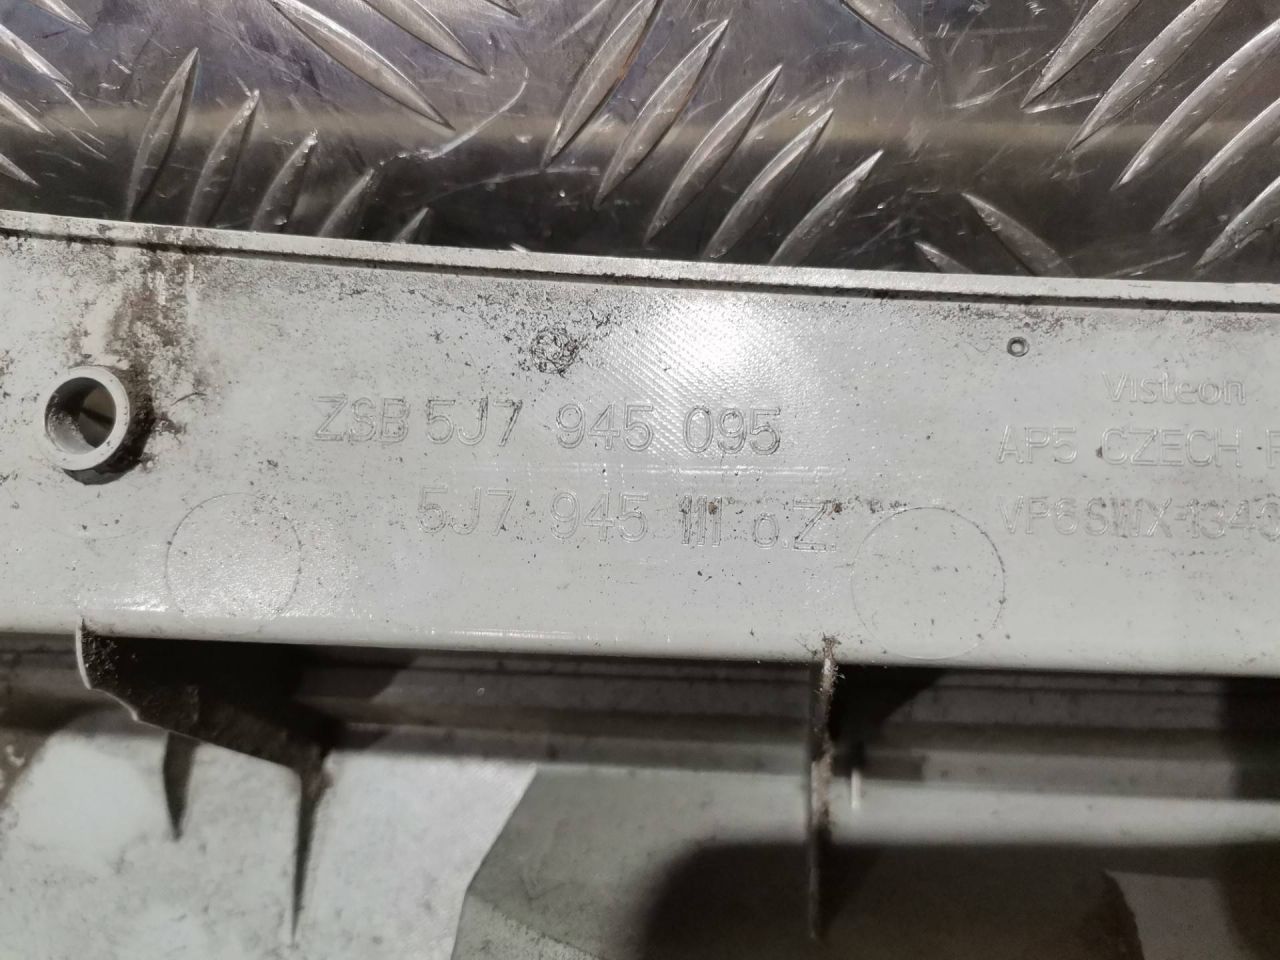 ZSB 5J7 945 095
5J7 945 111 o.Z.
Visteon
AP5 CZECH